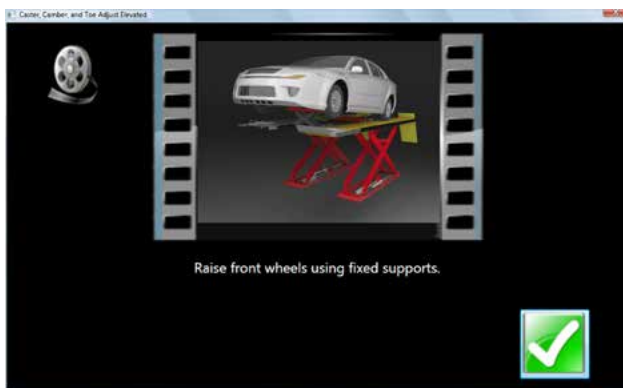 Caster, Camber, and Toe Adjust Elevated
Raise front wheels using fixed supports.